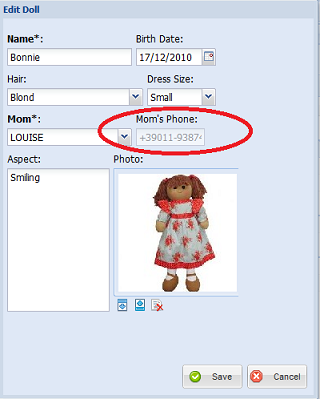 Edit Doll
Name*: Birth Date:
Bonnie 17/12/2010
Hair: Dress Size:
Blond Small
Mom*: Mom's Phone:
LOUISE +39011-9387
Aspect: Photo:
Smiling
Save Cancel